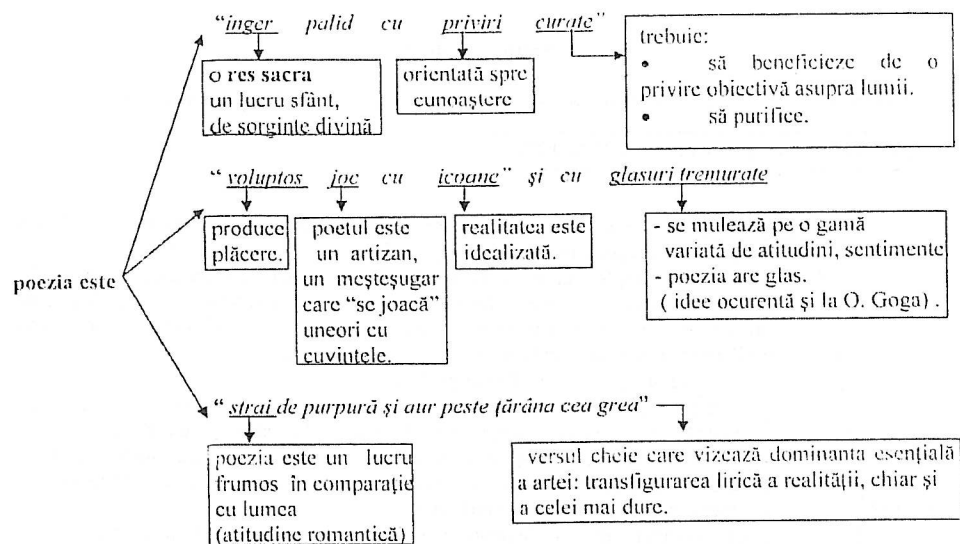 "înger palid cu priviri curate"
o res sacra
un lucru sfânt,
de sorginte divină
orientată spre
cunoaștere
trebuie:
• să beneficieze de o
privire obiectivă asupra lumii.
• să purifice.
"voluptos joc cu icoane" și cu glasuri tremurate
produce
plăcere.
poetul este
un artizan,
un meșteșugar
care "se joacă"
uneori cu
cuvintele.
realitatea este
idealizată.
- se mulează pe o gamă
variată de atitudini, sentimente
- poezia are glas.
( idee ocurentă și la O. Goga) .
poezia este
"strai de purpură și aur peste țărâna cea grea"
poezia este un lucru
frumos în comparație
cu lumea
(atitudine romantică)
versul cheie care vizează dominanta esențială
a artei: transfigurarea lirică a realității, chiar și
a celei mai dure.